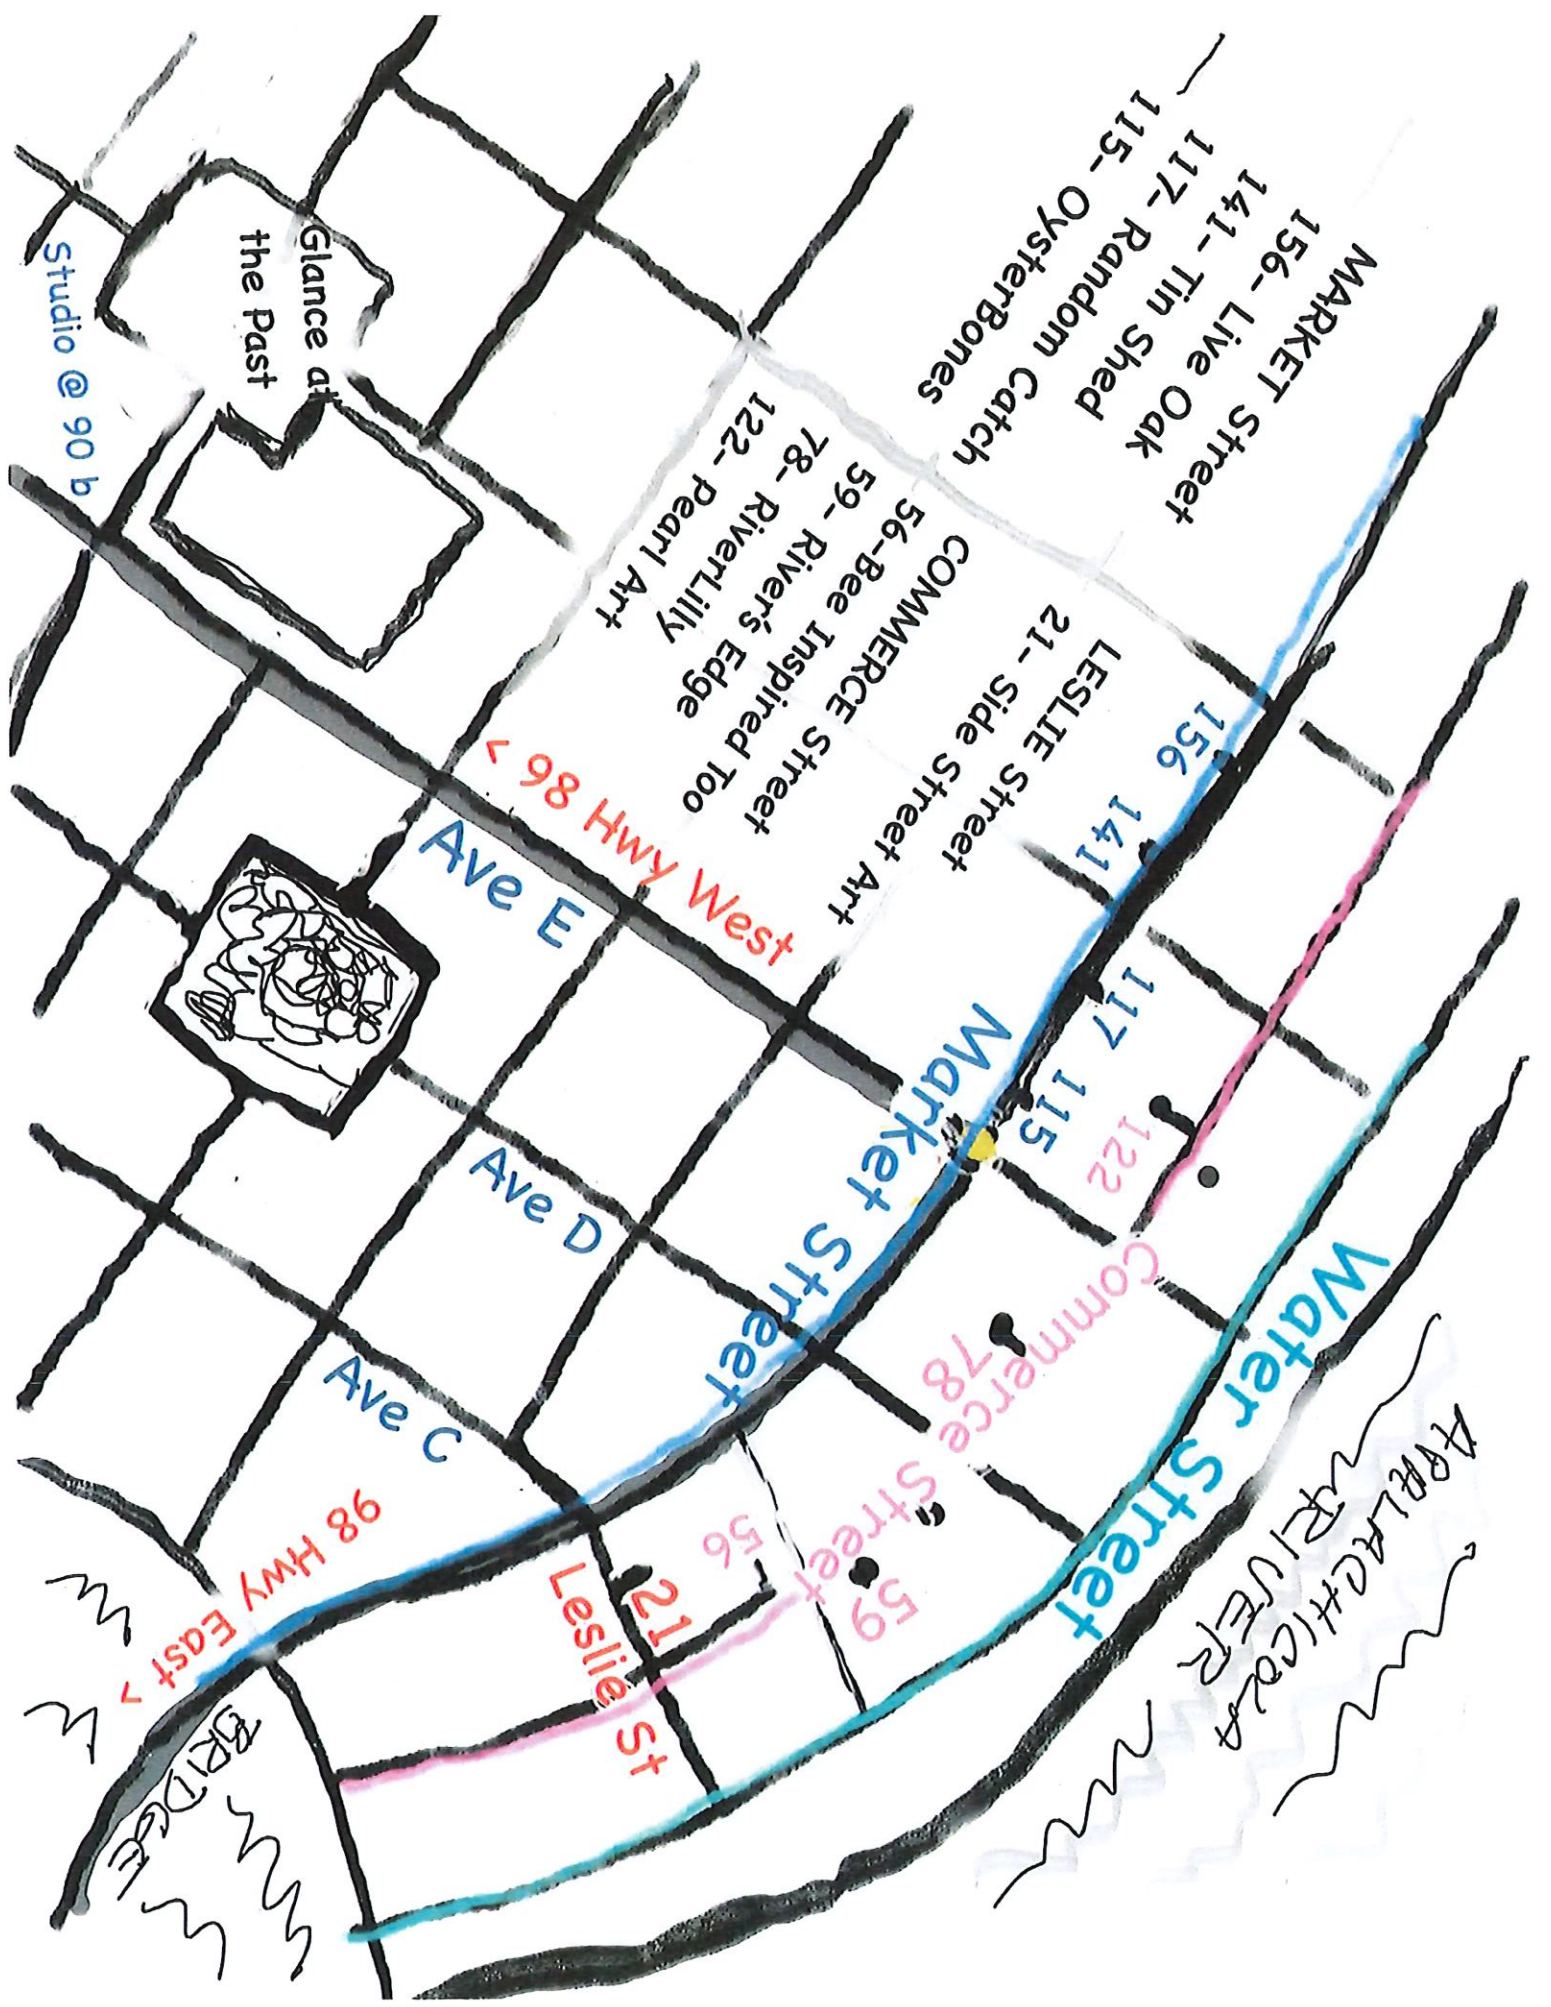 MARKET Street
156- Live Oak
141- Tin Shed
117- Random Catch
115- OysterBones
LESLIE Street
21- Side Street Art
COMMERCE Street
56-Bee Inspired Too
59- River's Edge
78- RiverLilly
122- Pearl Art
Glance at
the Past
Studio @ 90 b
< 98 Hwy West
Ave E
Ave D
Ave C
Market Street
156
141
117
115
122
Commerce Street
78
59
56
21
Leslie St
Water Street
98 Hwy East >
BRIDGE
APALACHICOLA
RIVER